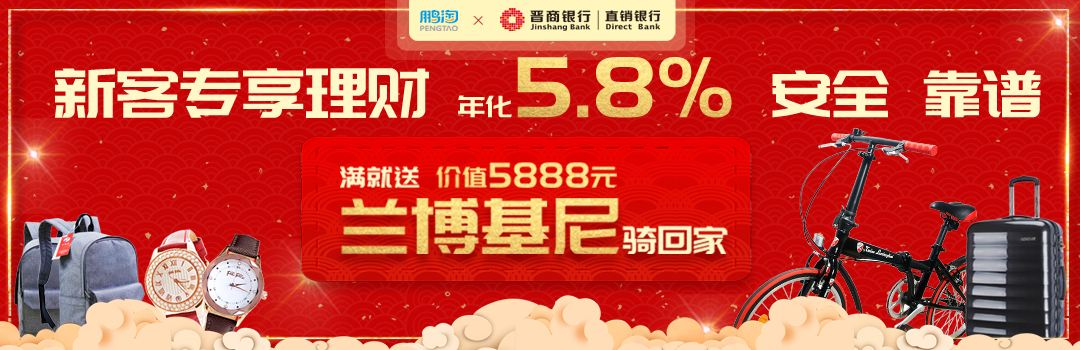 鹏淘 × 晋商银行 | 直销银行
PENGTAO Jinshang Bank | Direct Bank
新客专享理财 年化5.8% 安全 靠谱
满就送 价值5888元
兰博基尼骑回家